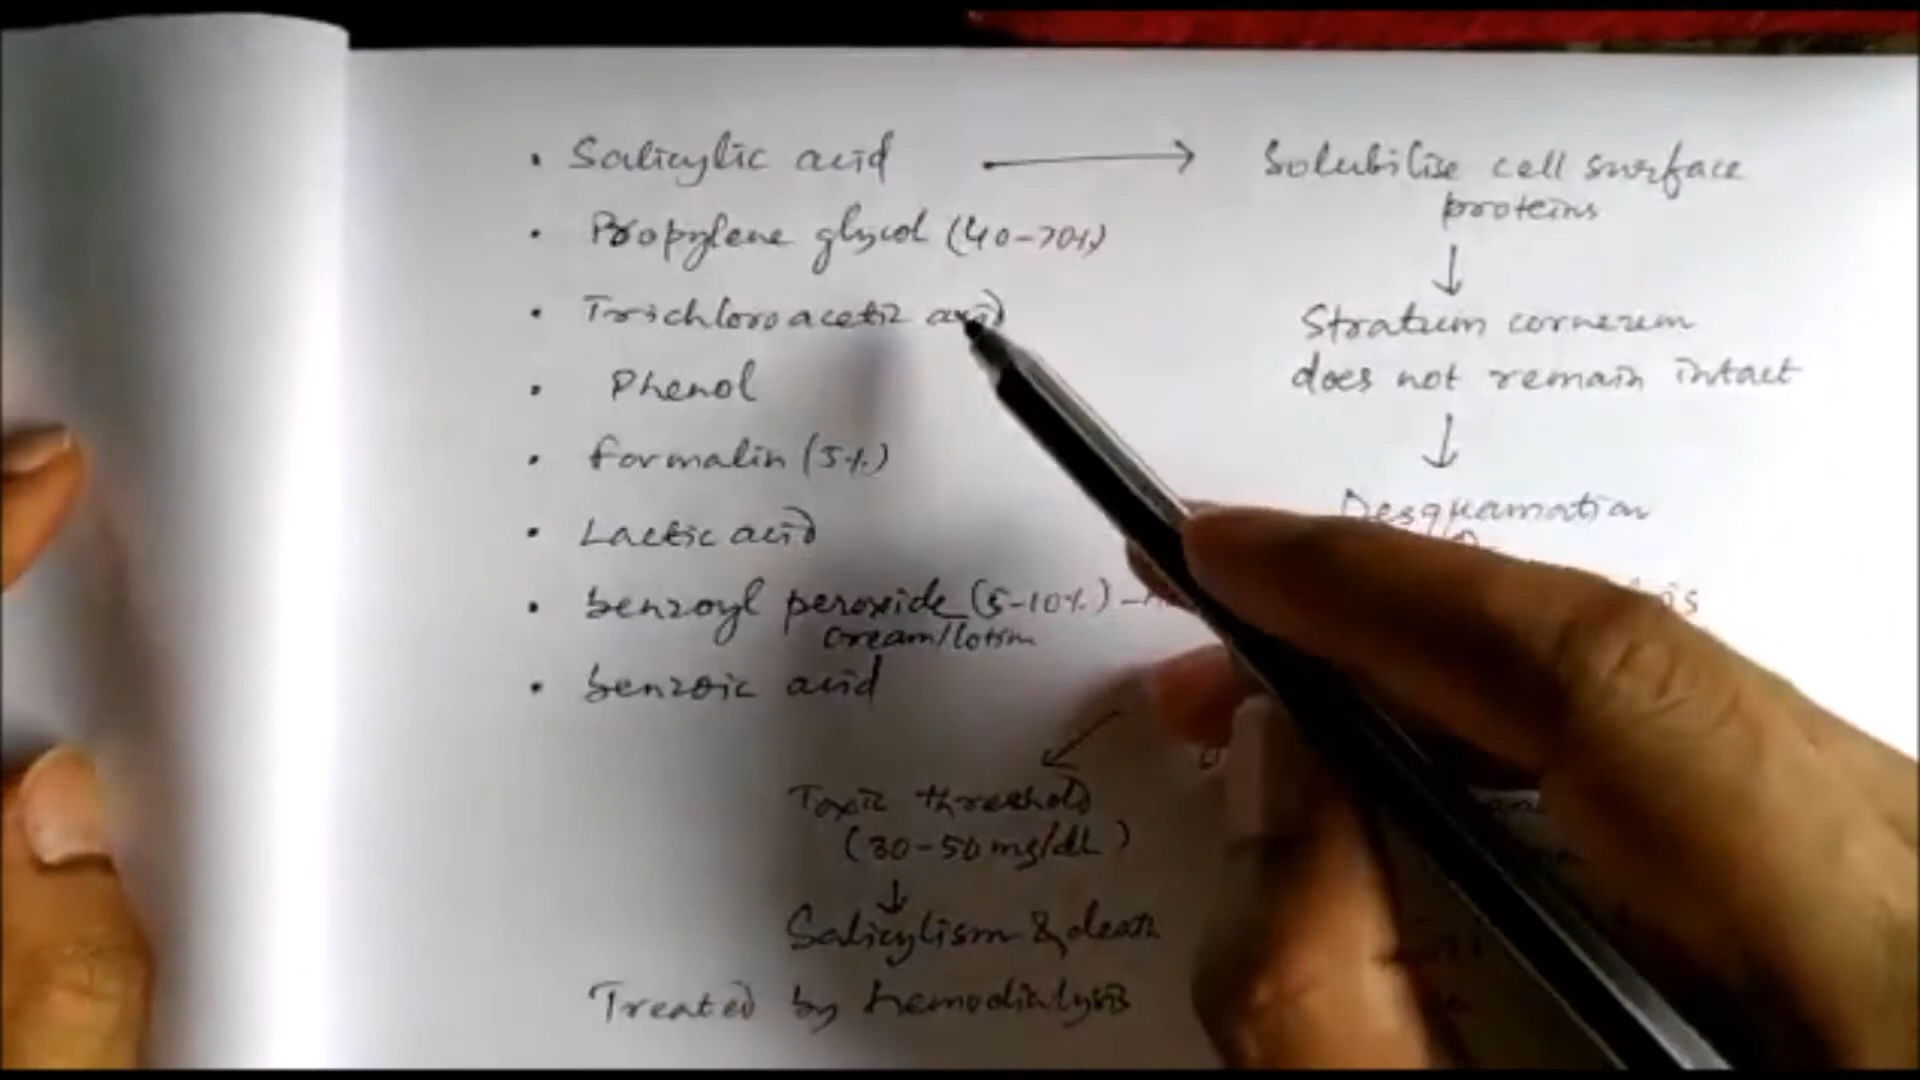 • Salicylic acid ⟶ Solubilise cell surface
proteins
• Propylene glycol (40-70%)
↓
• Trichloroacetic acid
Stratum cornerem
does not remain intact
• Phenol
↓
• formalin (5%)
Desquamation
• Lactic acid
• benzoyl peroxide (5-10%) -
cream/lotion
• benzoic acid
Toxic threshold
(30-50 mg/dL)
↓
Salicylism & death
Treated by hemodialysis